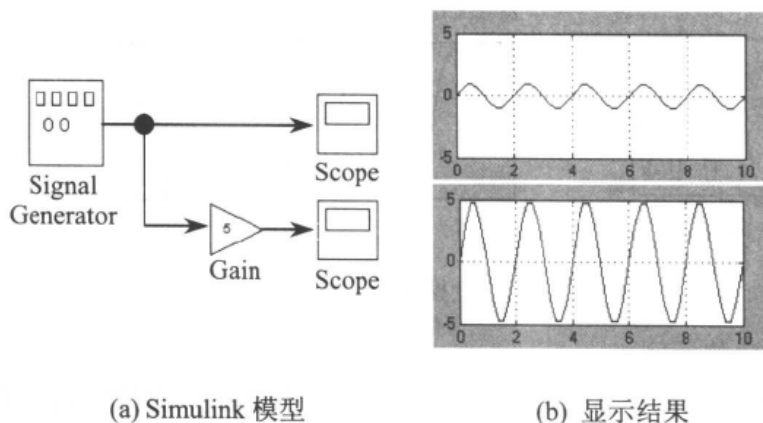 Signal
Generator
Scope
5
Gain
Scope
5
0
-5
0 2 4 6 8 10
5
0
-5
0 2 4 6 8 10
(a) Simulink 模型
(b) 显示结果